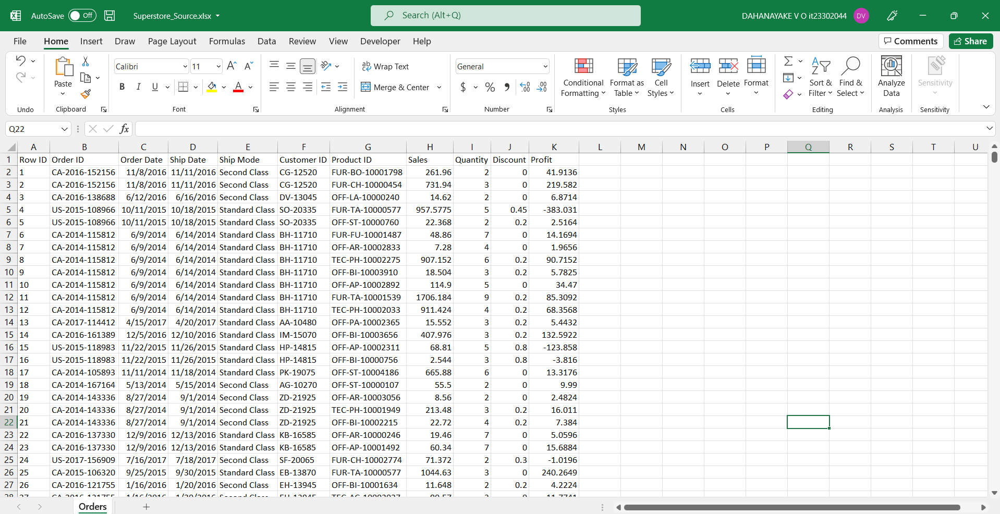 AutoSave Off Superstore_Source.xlsx Search (Alt+Q) DAHANAYAKE V O it23302044 DV
File Home Insert Draw Page Layout Formulas Data Review View Developer Help Comments Share
Calibri 11 Wrap Text General
Paste B I U A Merge & Center $ % Conditional Formatting Format as Table Cell Styles Insert Delete Format Sort & Filter Find & Select Analyze Data Sensitivity
Undo Clipboard Font Alignment Number Styles Cells Editing Analysis Sensitivity
Q22 fx
A B C D E F G H I J K L M N O P Q R S T U
1 Row ID Order ID Order Date Ship Date Ship Mode Customer ID Product ID Sales Quantity Discount Profit
2 1 CA-2016-152156 11/8/2016 11/11/2016 Second Class CG-12520 FUR-BO-10001798 261.96 2 0 41.9136
3 2 CA-2016-152156 11/8/2016 11/11/2016 Second Class CG-12520 FUR-CH-10000454 731.94 3 0 219.582
4 3 CA-2016-138688 6/12/2016 6/16/2016 Second Class DV-13045 OFF-LA-10000240 14.62 2 0 6.8714
5 4 US-2015-108966 10/11/2015 10/18/2015 Standard Class SO-20335 FUR-TA-10000577 957.5775 5 0.45 -383.031
6 5 US-2015-108966 10/11/2015 10/18/2015 Standard Class SO-20335 OFF-ST-10000760 22.368 2 0.2 2.5164
7 6 CA-2014-115812 6/9/2014 6/14/2014 Standard Class BH-11710 FUR-FU-10001487 48.86 7 0 14.1694
8 7 CA-2014-115812 6/9/2014 6/14/2014 Standard Class BH-11710 OFF-AR-10002833 7.28 4 0 1.9656
9 8 CA-2014-115812 6/9/2014 6/14/2014 Standard Class BH-11710 TEC-PH-10002275 907.152 6 0.2 90.7152
10 9 CA-2014-115812 6/9/2014 6/14/2014 Standard Class BH-11710 OFF-BI-10003910 18.504 3 0.2 5.7825
11 10 CA-2014-115812 6/9/2014 6/14/2014 Standard Class BH-11710 OFF-AP-10002892 114.9 5 0 34.47
12 11 CA-2014-115812 6/9/2014 6/14/2014 Standard Class BH-11710 FUR-TA-10001539 1706.184 9 0.2 85.3092
13 12 CA-2014-115812 6/9/2014 6/14/2014 Standard Class BH-11710 TEC-PH-10002033 911.424 4 0.2 68.3568
14 13 CA-2017-114412 4/15/2017 4/20/2017 Standard Class AA-10480 OFF-PA-10002365 15.552 3 0.2 5.4432
15 14 CA-2016-161389 12/5/2016 12/10/2016 Standard Class IM-15070 OFF-BI-10003656 407.976 3 0.2 132.5922
16 15 US-2015-118983 11/22/2015 11/26/2015 Standard Class HP-14815 OFF-AP-10002311 68.81 5 0.8 -123.858
17 16 US-2015-118983 11/22/2015 11/26/2015 Standard Class HP-14815 OFF-BI-10000756 2.544 3 0.8 -3.816
18 17 CA-2014-105893 11/11/2014 11/18/2014 Standard Class PK-19075 OFF-ST-10004186 665.88 6 0 13.3176
19 18 CA-2014-167164 5/13/2014 5/15/2014 Second Class AG-10270 OFF-ST-10000107 55.5 2 0 9.99
20 19 CA-2014-143336 8/27/2014 9/1/2014 Second Class ZD-21925 OFF-AR-10003056 8.56 2 0 2.4824
21 20 CA-2014-143336 8/27/2014 9/1/2014 Second Class ZD-21925 TEC-PH-10001949 213.48 3 0.2 16.011
22 21 CA-2014-143336 8/27/2014 9/1/2014 Second Class ZD-21925 OFF-BI-10002215 22.72 4 0.2 7.384
23 22 CA-2016-137330 12/9/2016 12/13/2016 Standard Class KB-16585 OFF-AR-10000246 19.46 7 0 5.0596
24 23 CA-2016-137330 12/9/2016 12/13/2016 Standard Class KB-16585 OFF-AP-10001492 60.34 7 0 15.6884
25 24 US-2017-156909 7/16/2017 7/18/2017 Second Class SF-20065 FUR-CH-10002774 71.372 2 0.3 -1.0196
26 25 CA-2015-106320 9/25/2015 9/30/2015 Standard Class EB-13870 FUR-TA-10000577 1044.63 3 0 240.2649
27 26 CA-2016-121755 1/16/2016 1/20/2016 Second Class EH-13945 OFF-BI-10001634 11.648 2 0.2 4.2224
Orders